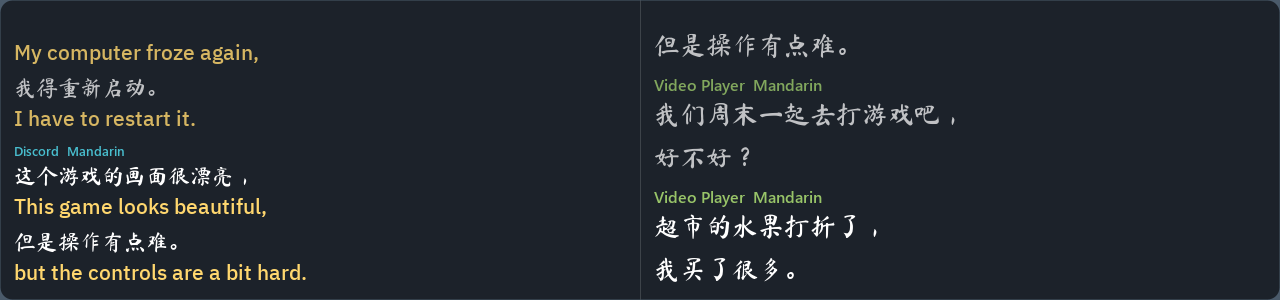 My computer froze again,
我得重新启动。
I have to restart it.
Discord Mandarin
这个游戏的画面很漂亮，
This game looks beautiful,
但是操作有点难。
but the controls are a bit hard.
但是操作有点难。
Video Player Mandarin
我们周末一起去打游戏吧，
好不好？
Video Player Mandarin
超市的水果打折了，
我买了很多。